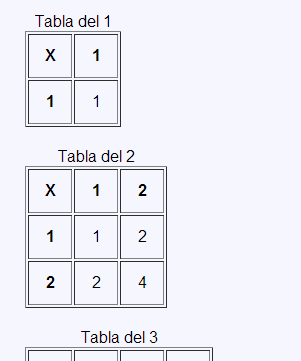 Tabla del 1
X 1
1 1
Tabla del 2
X 1 2
1 1 2
2 2 4
Tabla del 3